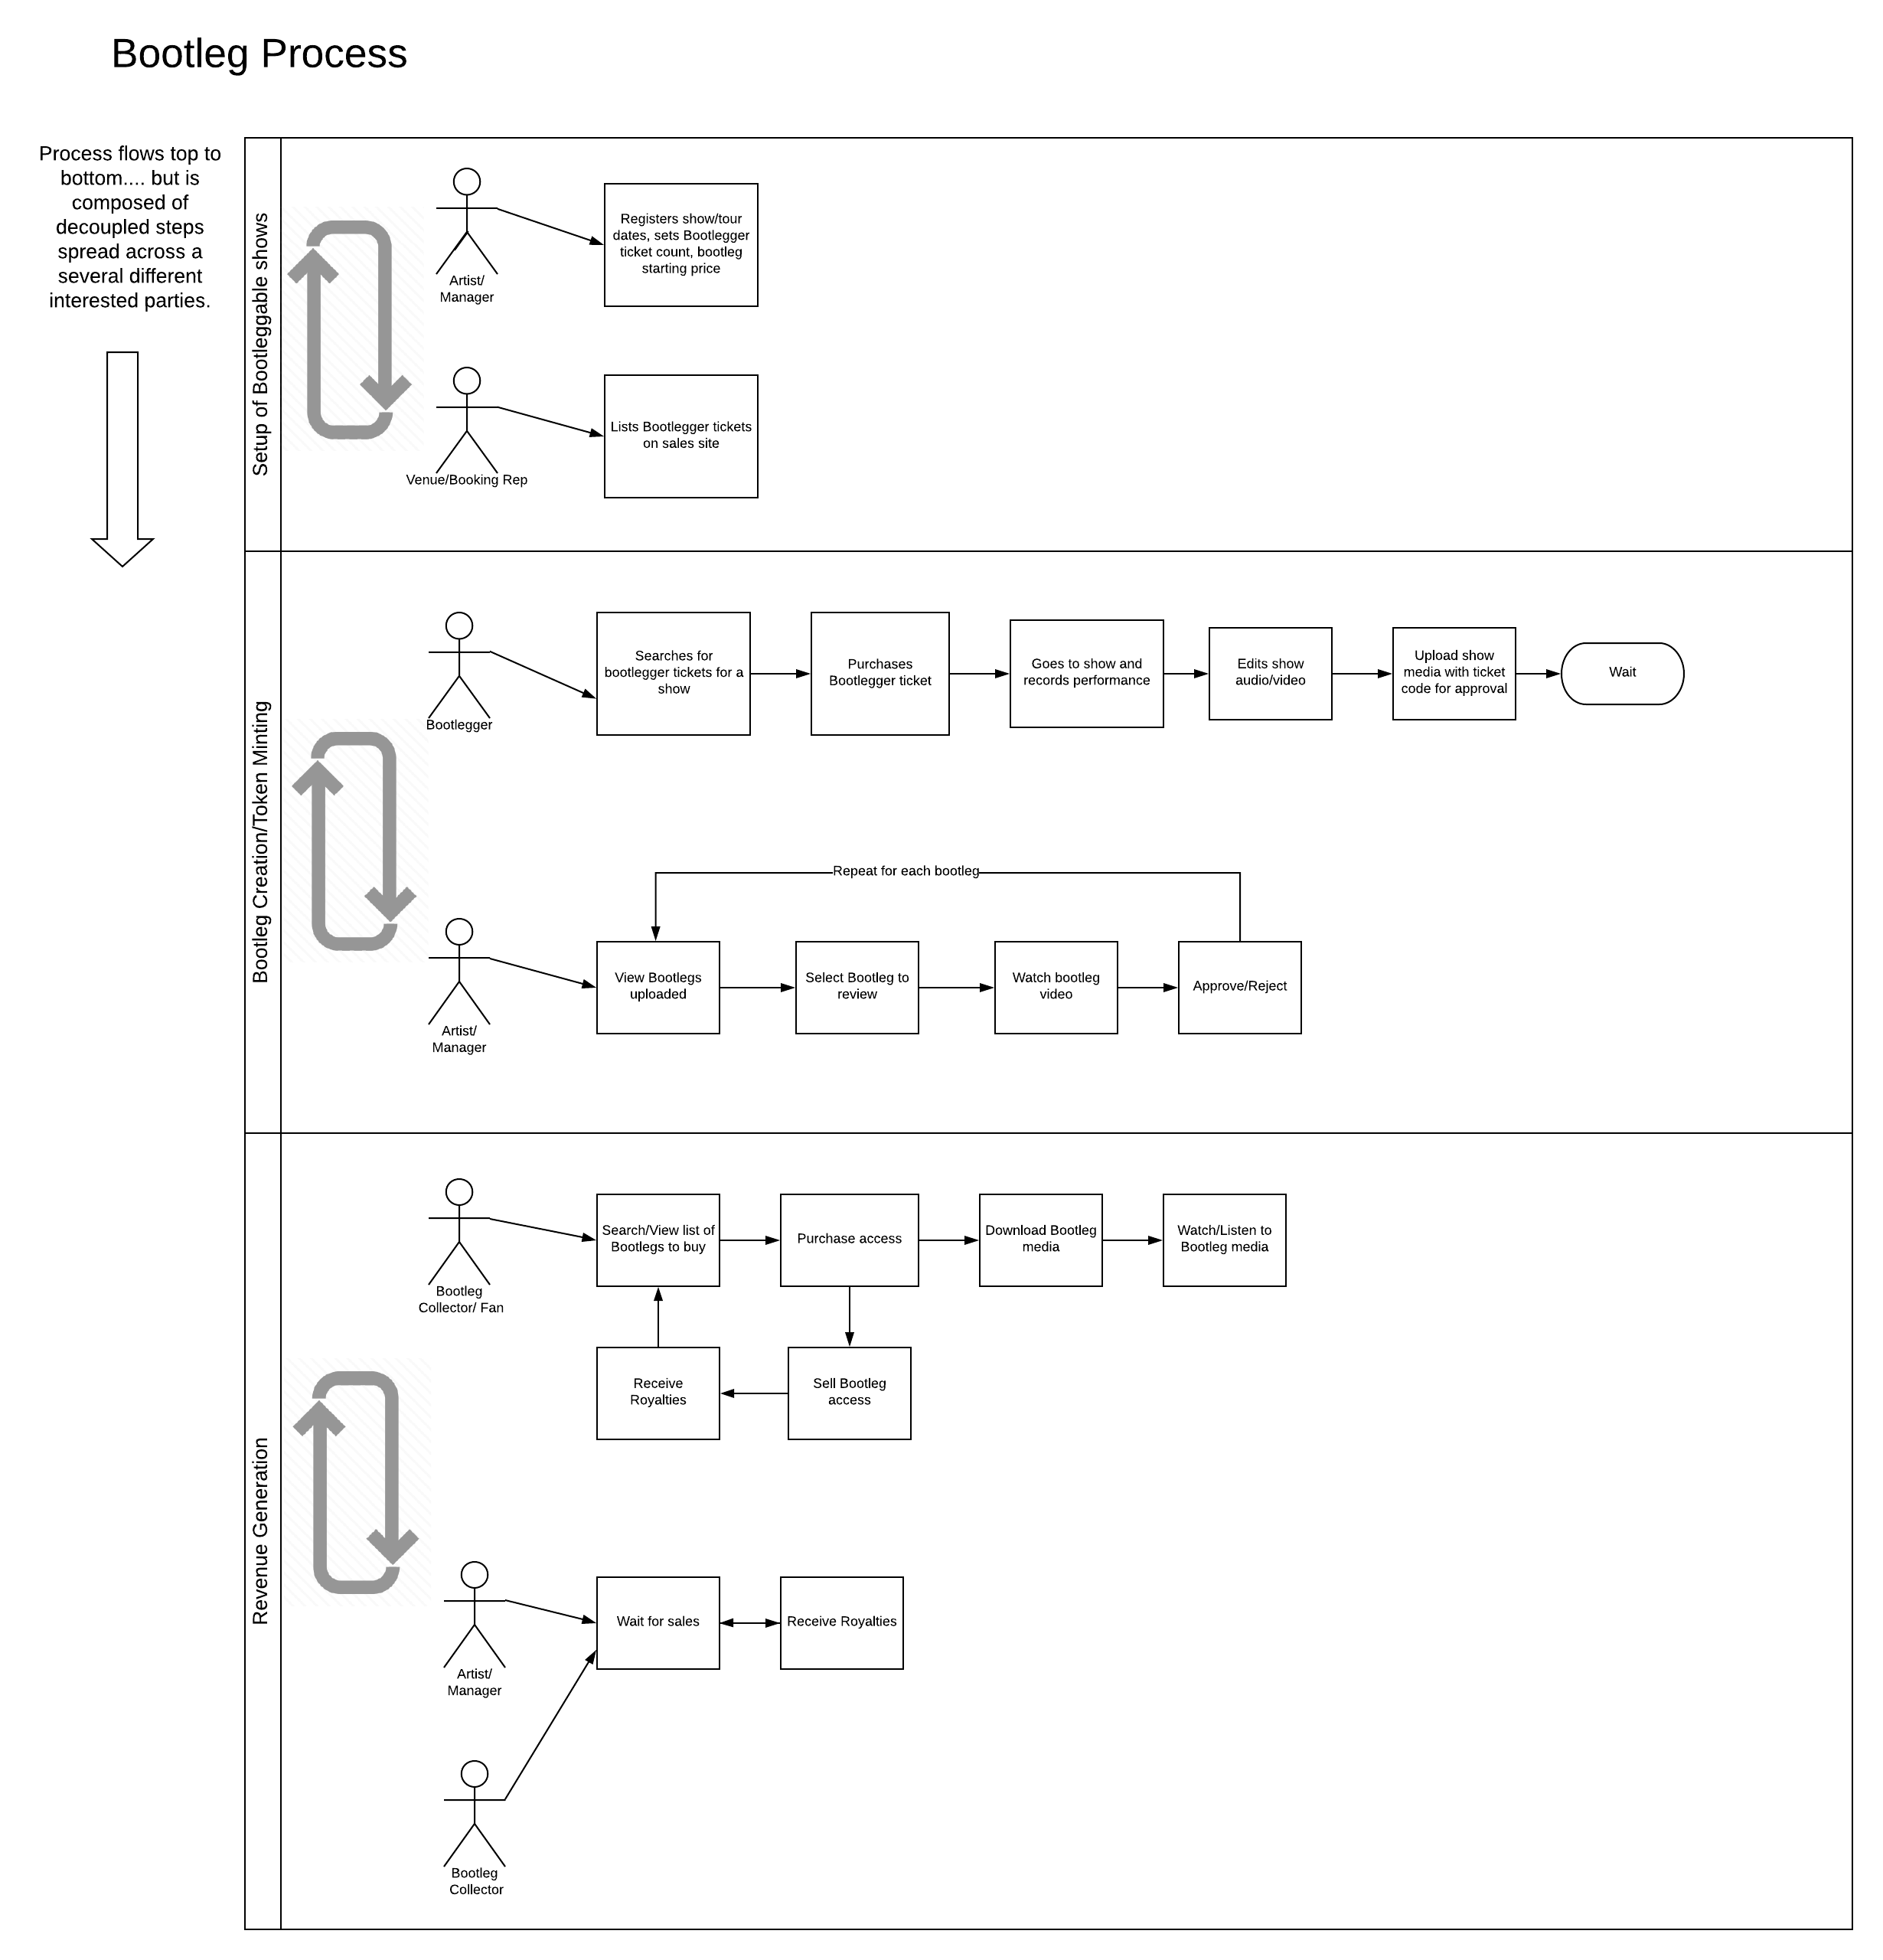 Bootleg Process
Process flows top to
bottom.... but is
composed of
decoupled steps
spread across a
several different
interested parties.
Setup of Bootleggable shows
Artist/
Manager
Registers show/tour
dates, sets Bootlegger
ticket count, bootleg
starting price
Venue/Booking Rep
Lists Bootlegger tickets
on sales site
Bootleg Creation/Token Minting
Bootlegger
Searches for
bootlegger tickets for a
show
Purchases
Bootlegger ticket
Goes to show and
records performance
Edits show
audio/video
Upload show
media with ticket
code for approval
Wait
Repeat for each bootleg
Artist/
Manager
View Bootlegs
uploaded
Select Bootleg to
review
Watch bootleg
video
Approve/Reject
Revenue Generation
Bootleg
Collector/ Fan
Search/View list of
Bootlegs to buy
Purchase access
Download Bootleg
media
Watch/Listen to
Bootleg media
Receive
Royalties
Sell Bootleg
access
Artist/
Manager
Wait for sales
Receive Royalties
Bootleg
Collector